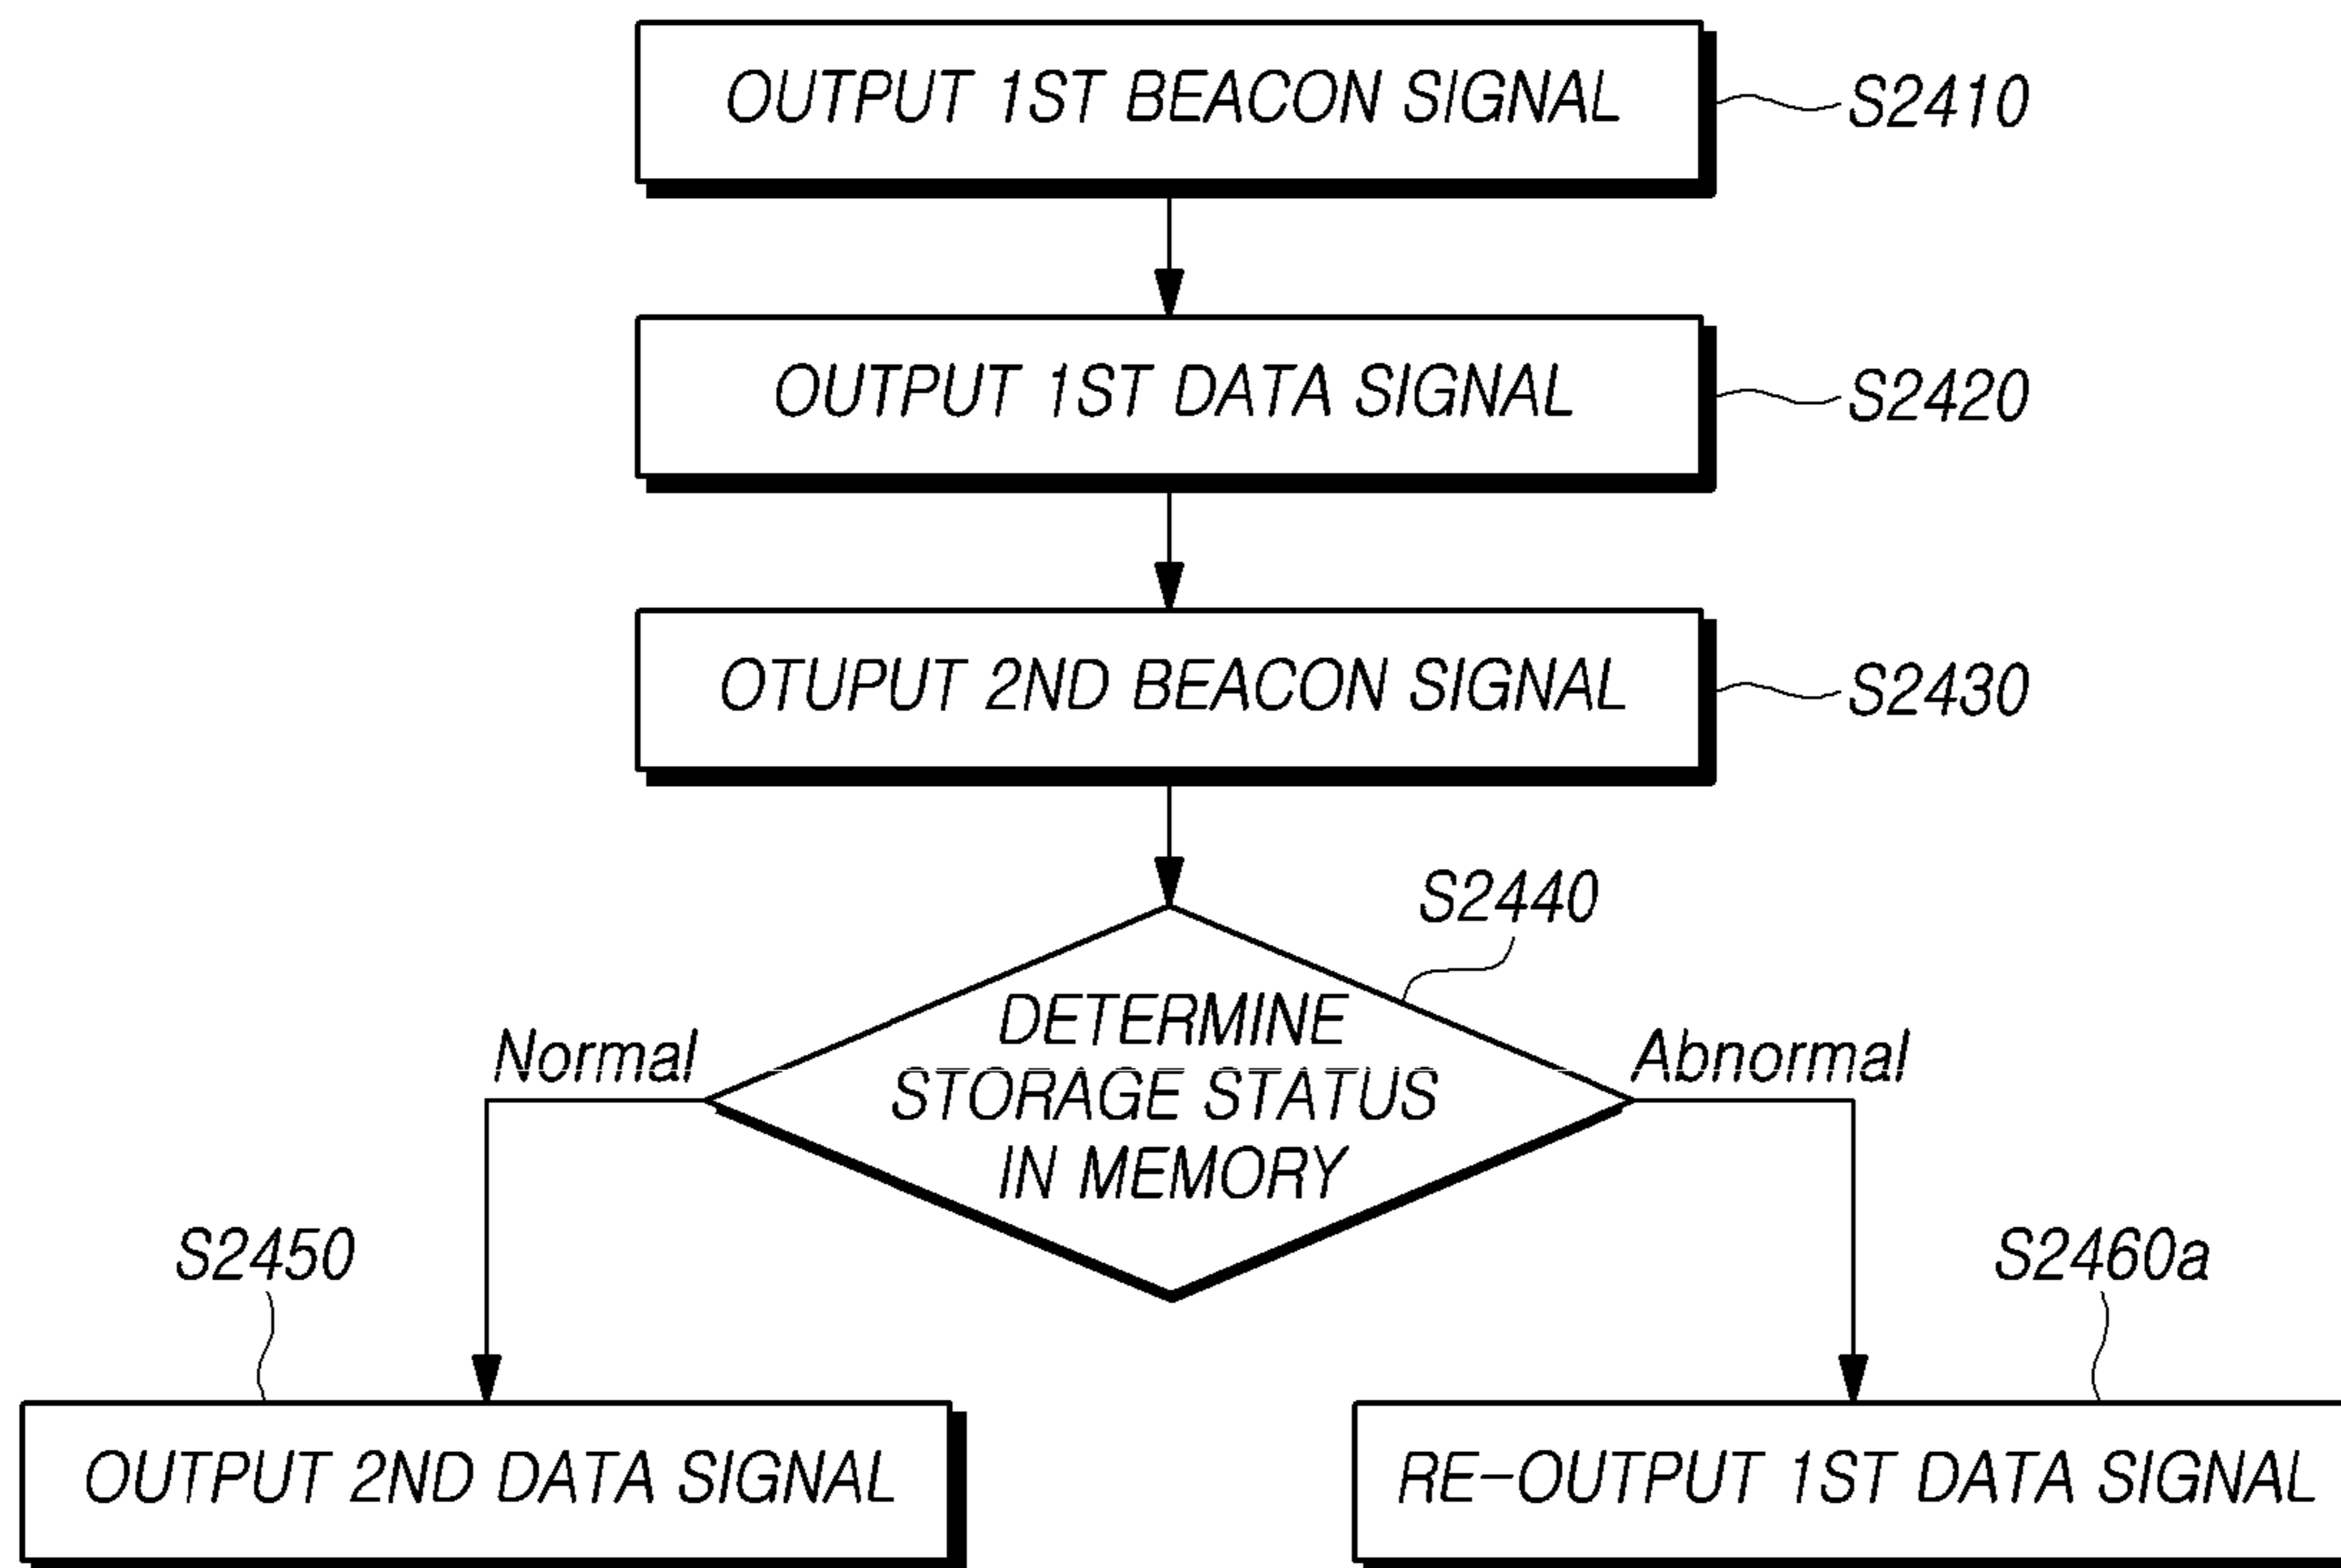 OUTPUT 1ST BEACON SIGNAL
S2410
OUTPUT 1ST DATA SIGNAL
S2420
OTUPUT 2ND BEACON SIGNAL
S2430
S2440
DETERMINE
STORAGE STATUS
IN MEMORY
Normal
Abnormal
S2450
S2460a
OUTPUT 2ND DATA SIGNAL
RE-OUTPUT 1ST DATA SIGNAL